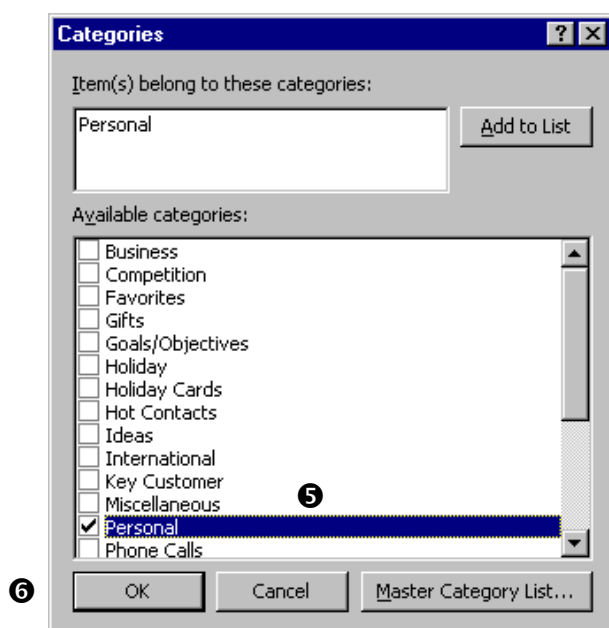 Categories
Item(s) belong to these categories:
Personal
Add to List
Available categories:
Business
Competition
Favorites
Gifts
Goals/Objectives
Holiday
Holiday Cards
Hot Contacts
Ideas
International
Key Customer
Miscellaneous
❺
Personal
Phone Calls
❻ OK Cancel Master Category List...